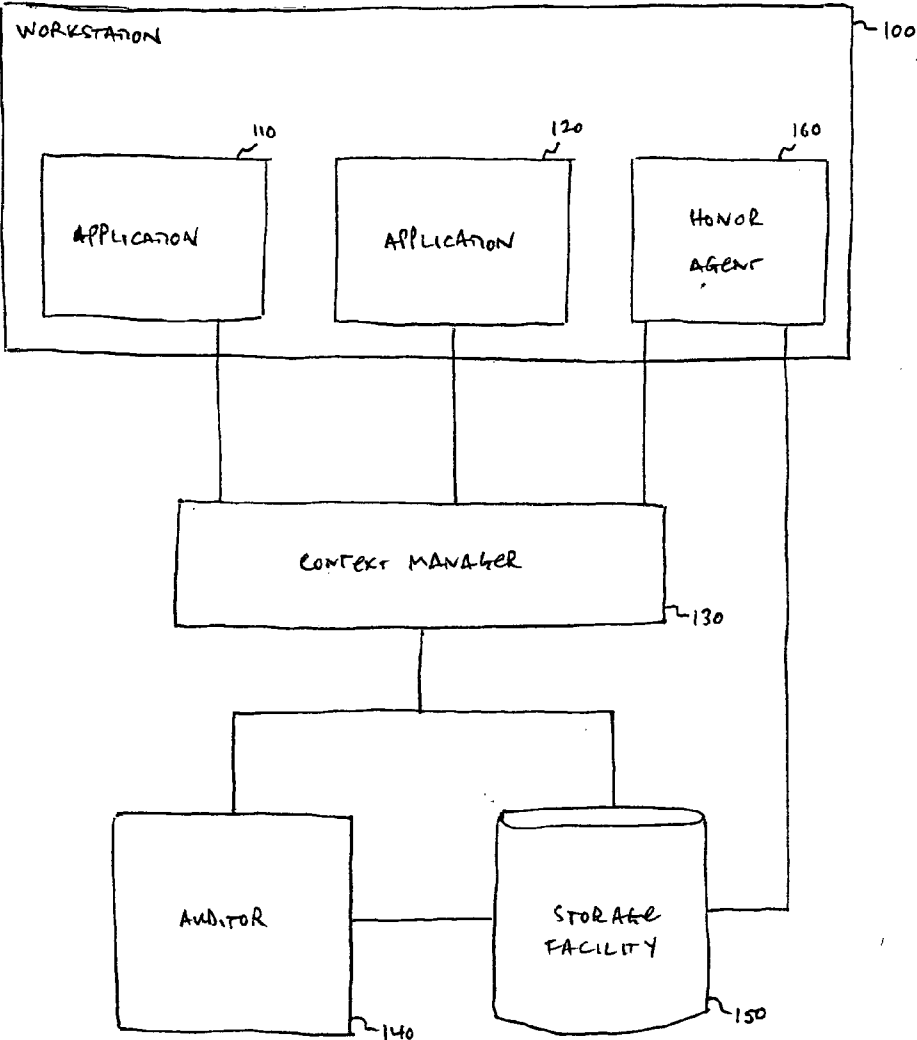 WORKSTATION
100
110
120
160
APPLICATION
APPLICATION
HONOR
AGENT
CONTEXT MANAGER
130
AUDITOR
STORAGE
FACILITY
140
150